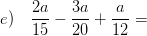 e) 2a/15 − 3a/20 + a/12 =